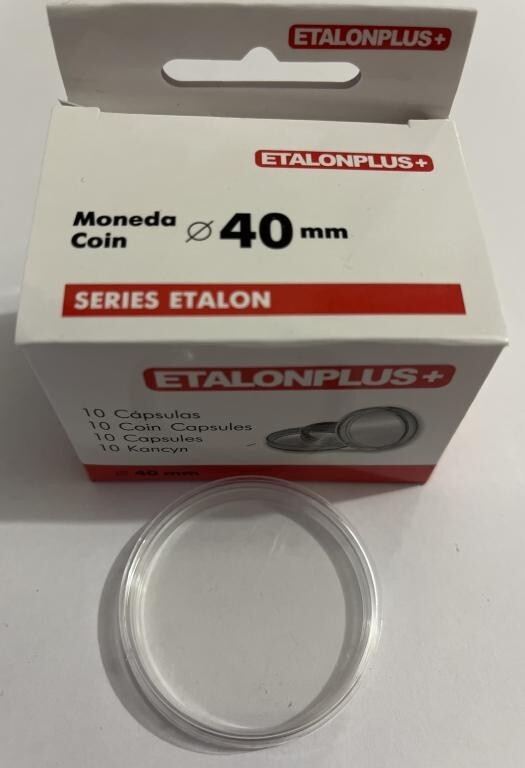 ETALONPLUS+
ETALONPLUS+
Moneda
Coin
⌀ 40 mm
SERIES ETALON
ETALONPLUS+
10 Cápsulas
10 Coin Capsules
10 Capsules
10 Капсул
⌀ 40 mm